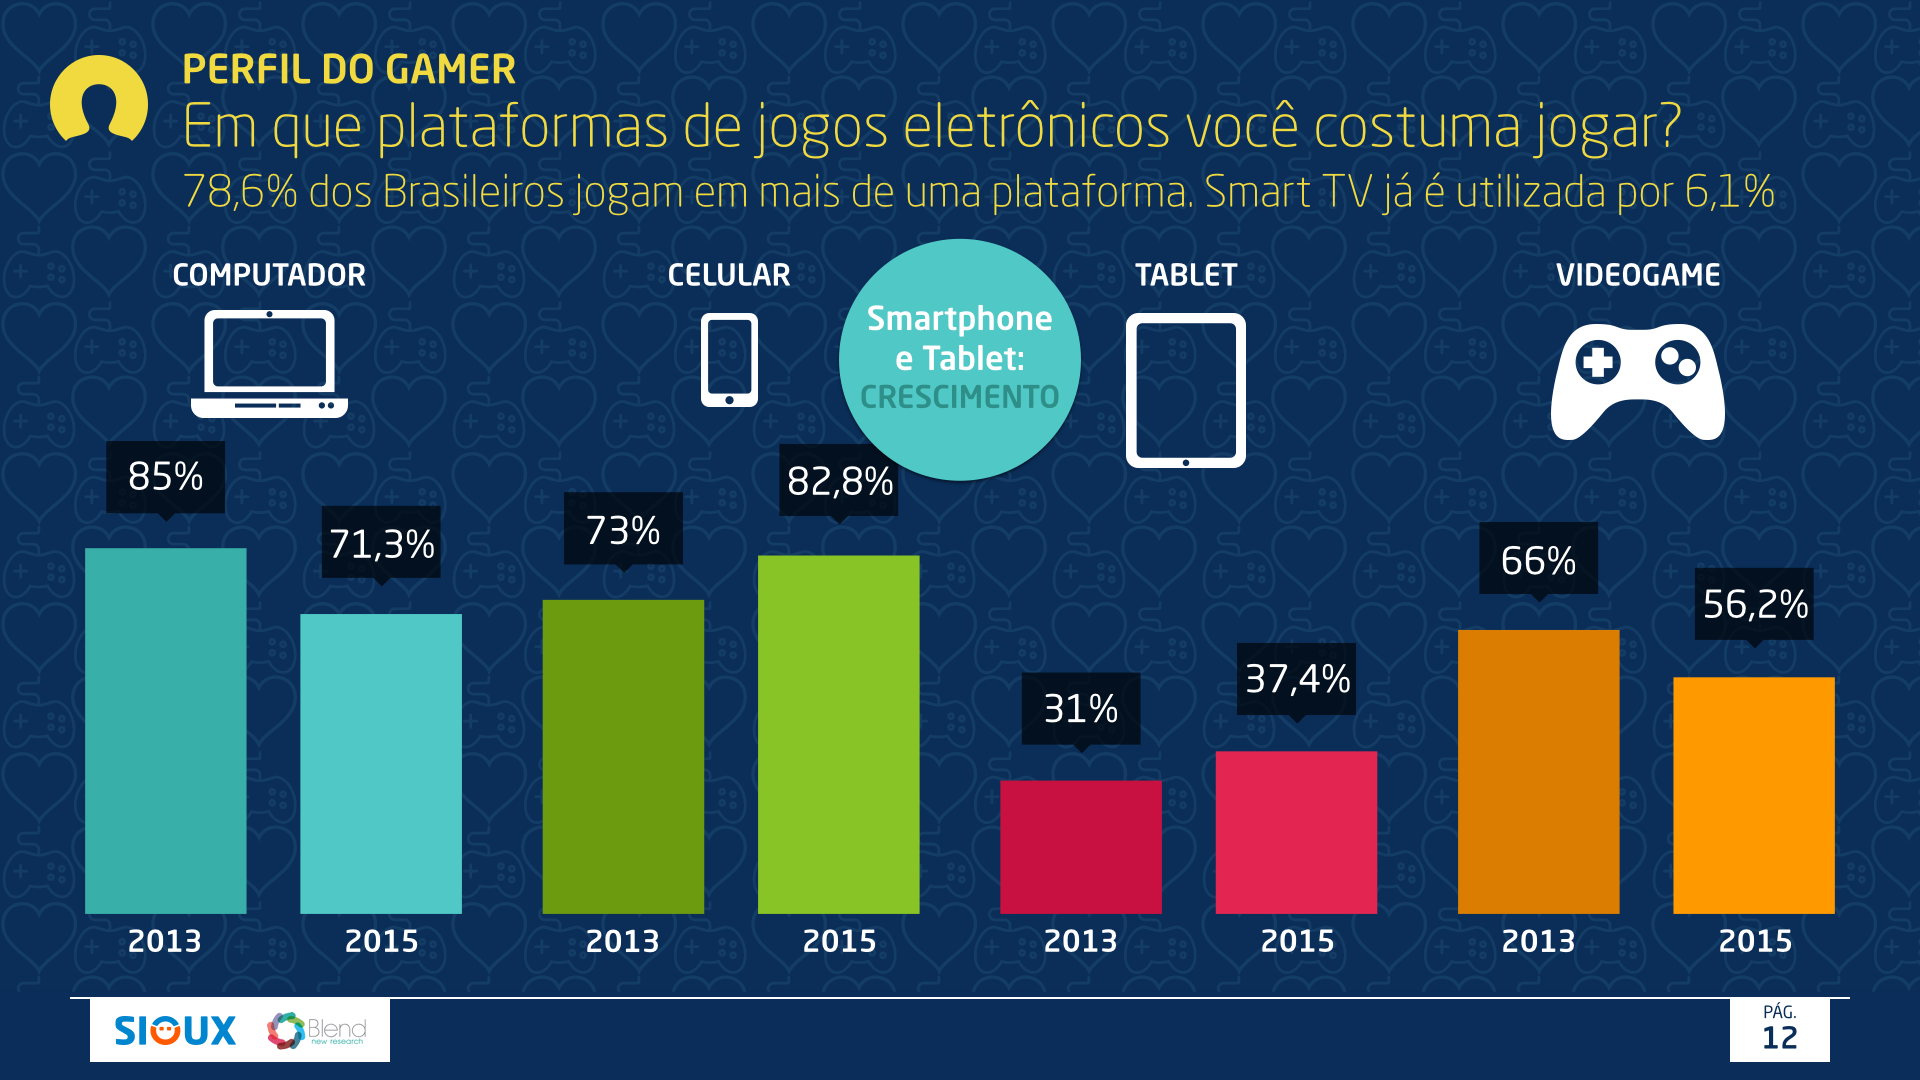 PERFIL DO GAMER
Em que plataformas de jogos eletrônicos você costuma jogar?
78,6% dos Brasileiros jogam em mais de uma plataforma. Smart TV já é utilizada por 6,1%
COMPUTADOR
CELULAR
TABLET
VIDEOGAME
Smartphone
e Tablet:
CRESCIMENTO
85%
71,3%
73%
82,8%
31%
37,4%
66%
56,2%
2013
2015
2013
2015
2013
2015
2013
2015
SIOUX
Blend
new research
PÁG.
12